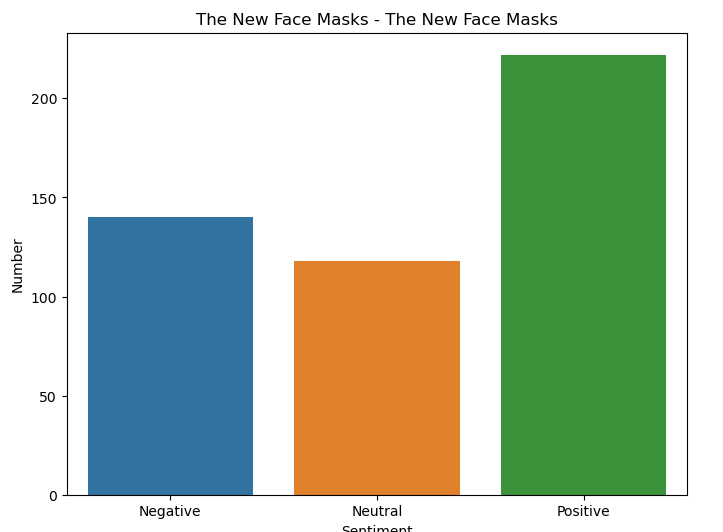 The New Face Masks - The New Face Masks
200
150
100
50
0
Number
Negative Neutral Positive
Sentiment